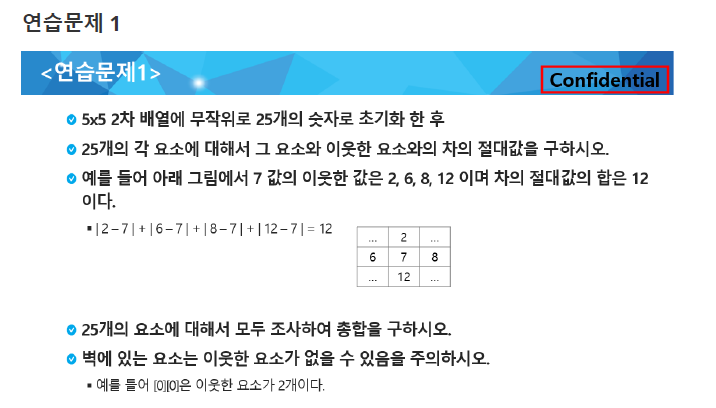 연습문제 1
<연습문제1>
Confidential
5x5 2차 배열에 무작위로 25개의 숫자로 초기화 한 후
25개의 각 요소에 대해서 그 요소와 이웃한 요소와의 차의 절대값을 구하시오.
예를 들어 아래 그림에서 7 값의 이웃한 값은 2, 6, 8, 12 이며 차의 절대값의 합은 12
이다.
| 2 – 7 | + | 6 – 7 | + | 8 – 7 | + | 12 – 7 | = 12
... 2 ...
6 7 8
... 12 ...
25개의 요소에 대해서 모두 조사하여 총합을 구하시오.
벽에 있는 요소는 이웃한 요소가 없을 수 있음을 주의하시오.
예를 들어 [0][0]은 이웃한 요소가 2개이다.